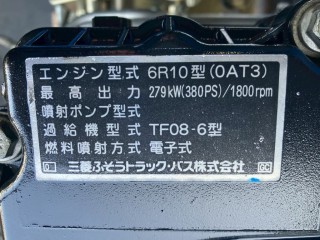 エンジン型式 6R10型(0AT3)
最高出力 279kW(380PS)/1800rpm
噴射ポンプ型式
過給機型式 TF08-6型
燃料噴射方式 電子式
三菱ふそうトラック・バス株式会社